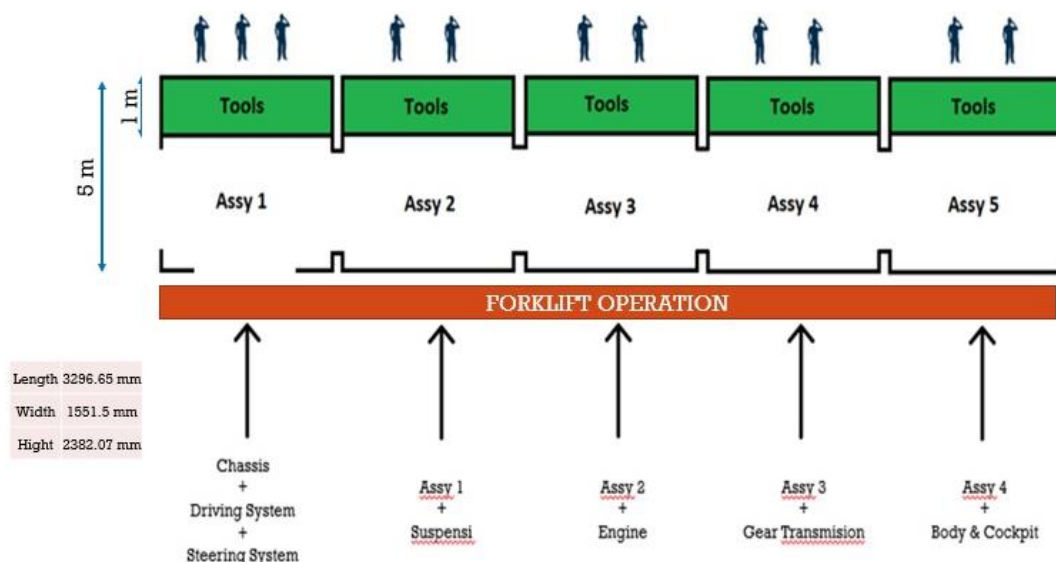 1 m
5 m
Tools
Tools
Tools
Tools
Tools
Assy 1
Assy 2
Assy 3
Assy 4
Assy 5
FORKLIFT OPERATION
Length 3296.65 mm
Width 1551.5 mm
Hight 2382.07 mm
Chassis
+
Driving System
+
Steering System
Assy 1
+
Suspensi
Assy 2
+
Engine
Assy 3
+
Gear Transmision
Assy 4
+
Body & Cockpit